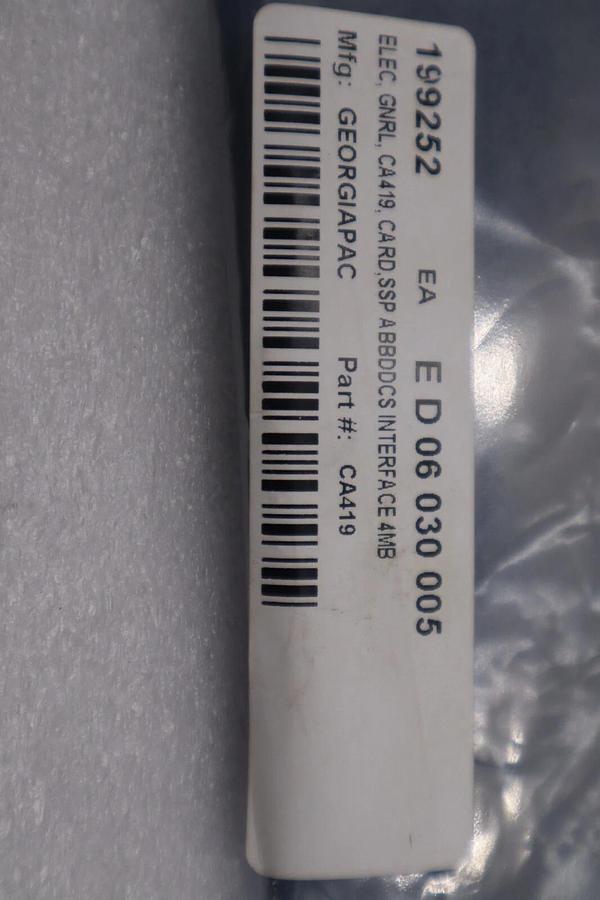 199252 EA E D 06 030 005
ELEC, GNRL, CA419, CARD,SSP ABBDDCS INTERFACE 4MB
Mfg: GEORGIAPAC Part #: CA419